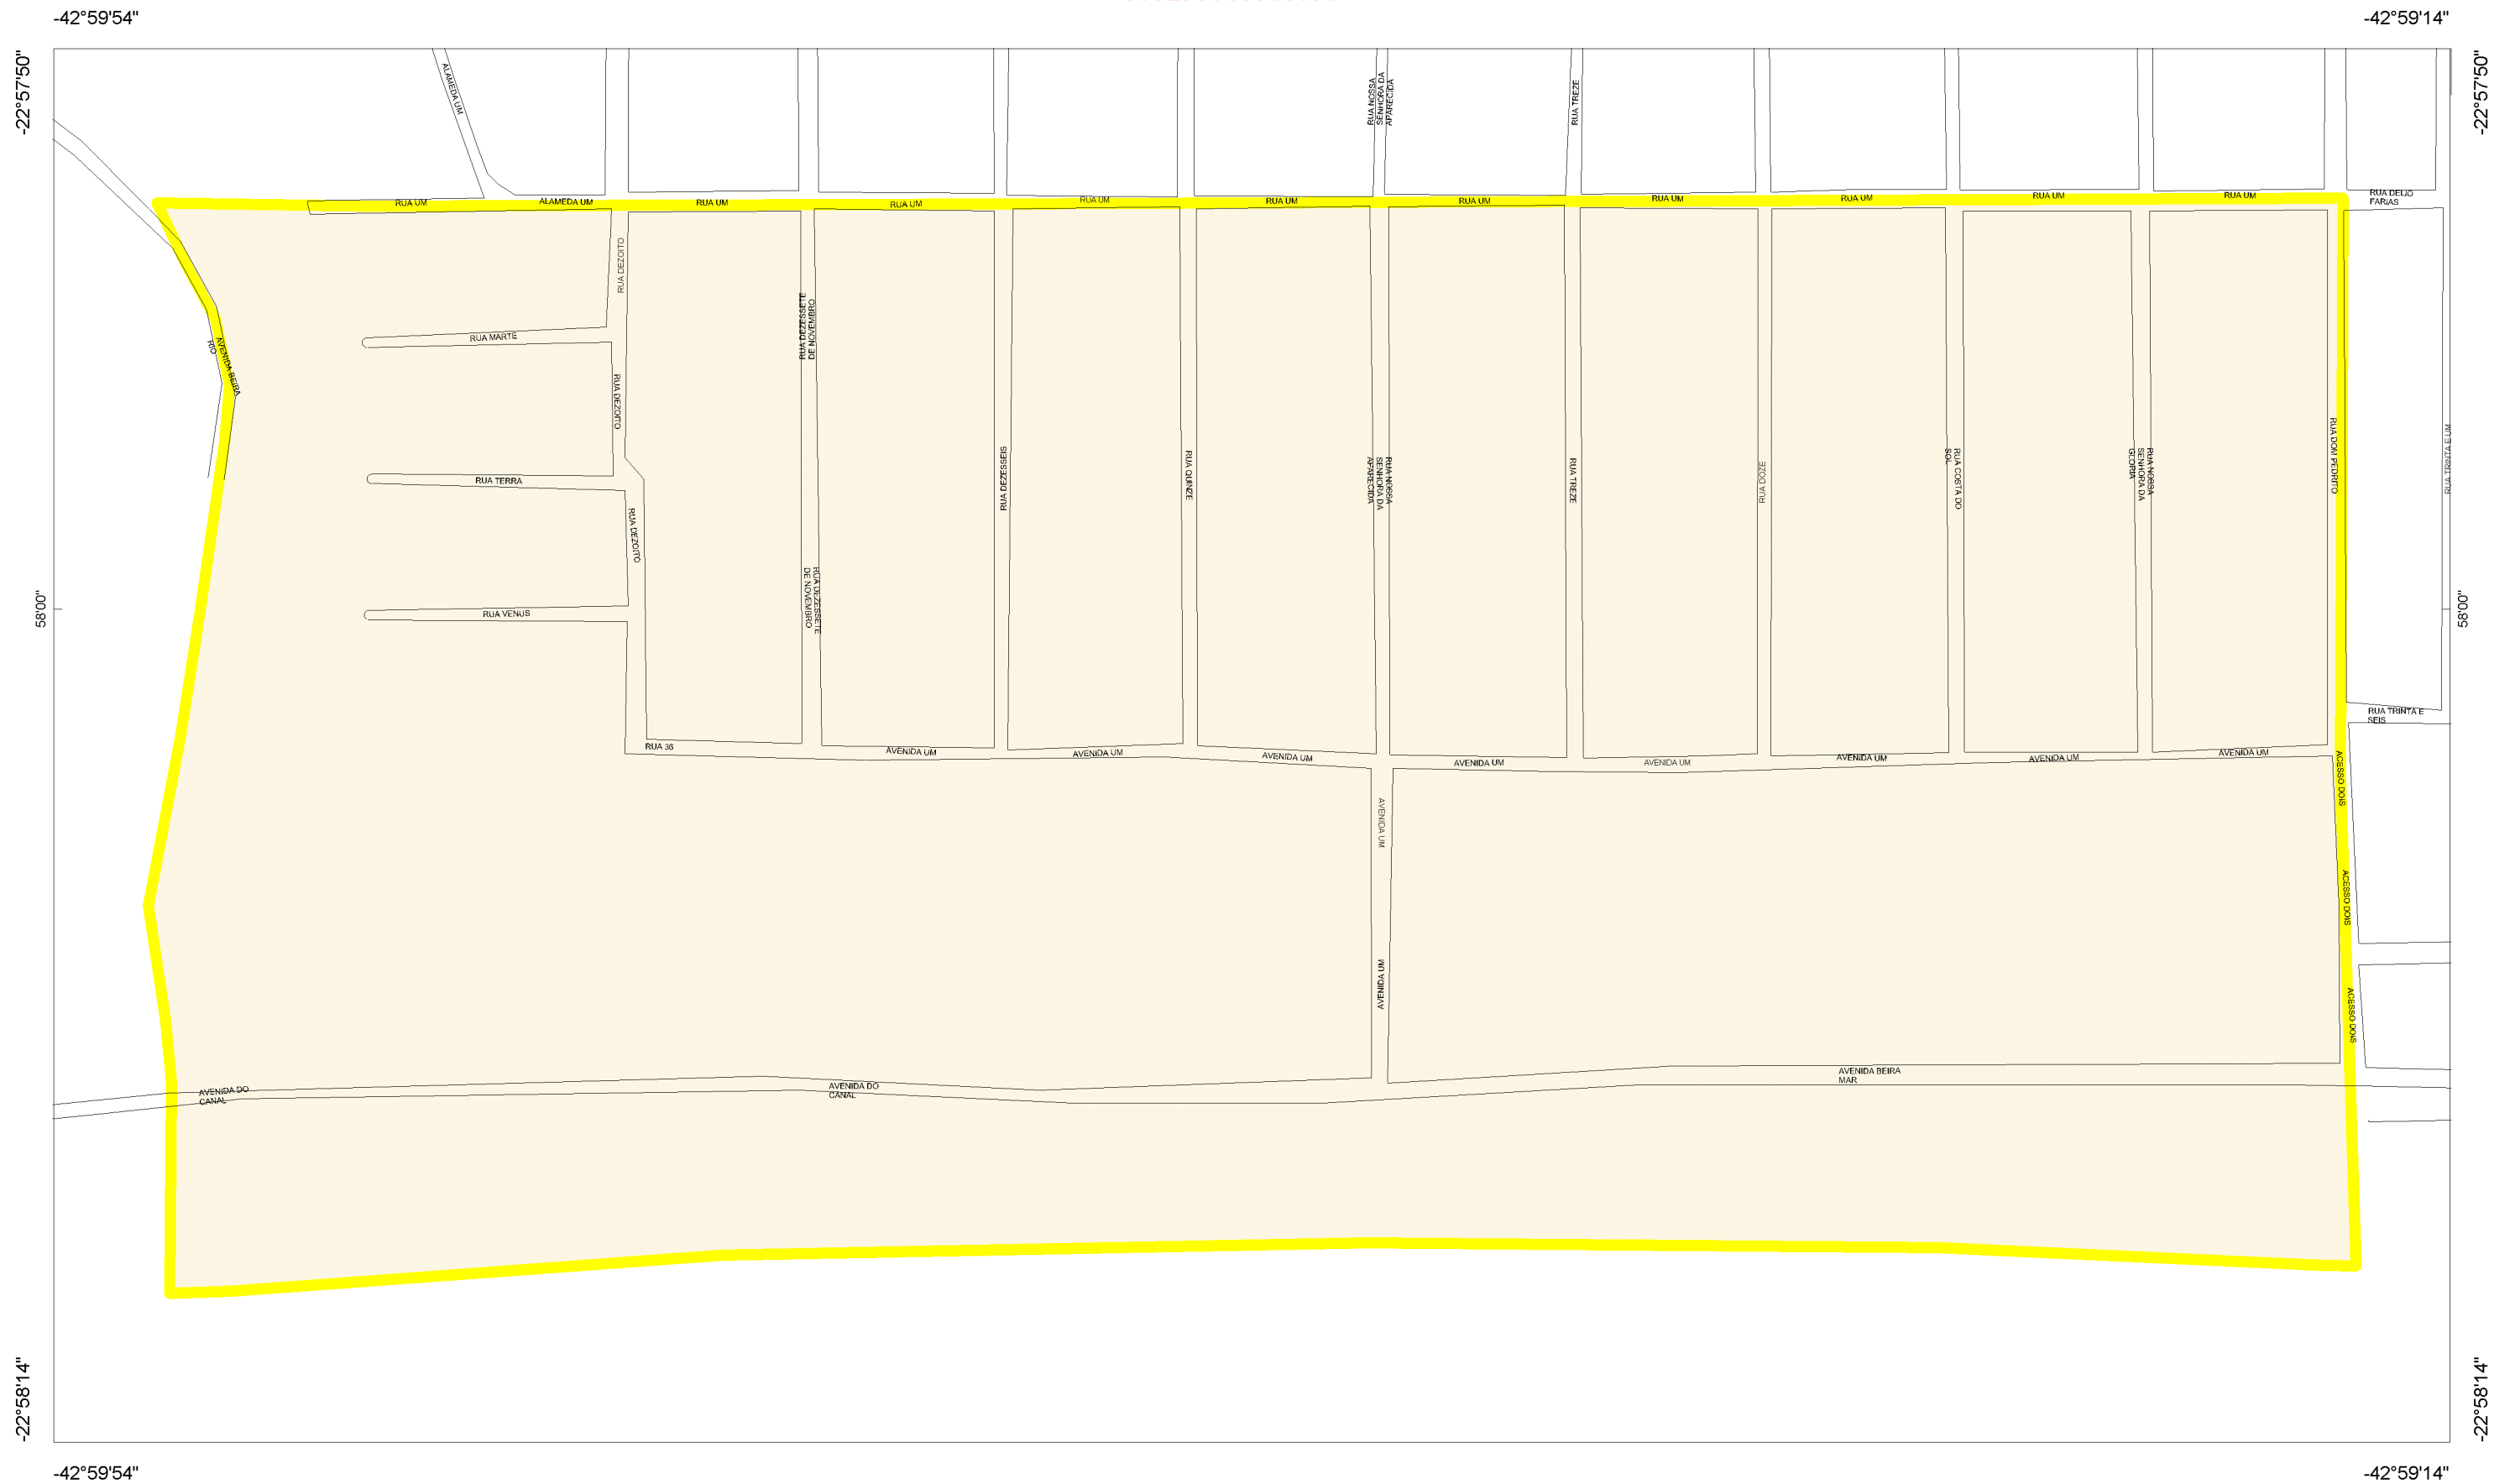 -42°59'54"
-42°59'14"
-22°57'50"
-22°57'50"
ALAMEDA UM
RUA NOSSA
SENHORA DA
APARECIDA
RUA TREZE
RUA UM
ALAMEDA UM
RUA UM
RUA UM
RUA UM
RUA UM
RUA UM
RUA UM
RUA UM
RUA UM
RUA UM
RUA DELIO
FARIAS
RUA DEZOITO
RUA DEZESSETE
DE NOVEMBRO
AVENIDA BEIRA
RIO
RUA MARTE
RUA DEZOITO
RUA TERRA
RUA DEZESSEIS
RUA QUINZE
RUA NOSSA
SENHORA DA
APARECIDA
RUA TREZE
RUA DOZE
RUA COSTA DO
SOL
RUA NOSSA
SENHORA DA
GLORIA
RUA DOM PEDRITO
RUA TRINTA E UM
RUA DEZOITO
RUA DEZESSETE
DE NOVEMBRO
58'00"
58'00"
RUA VENUS
RUA TRINTA E
SEIS
RUA 36
AVENIDA UM
AVENIDA UM
AVENIDA UM
AVENIDA UM
AVENIDA UM
AVENIDA UM
AVENIDA UM
AVENIDA UM
ACESSO DOIS
AVENIDA UM
ACESSO DOIS
AVENIDA UM
ACESSO DOIS
AVENIDA DO
CANAL
AVENIDA DO
CANAL
AVENIDA BEIRA
MAR
-22°58'14"
-22°58'14"
-42°59'54"
-42°59'14"